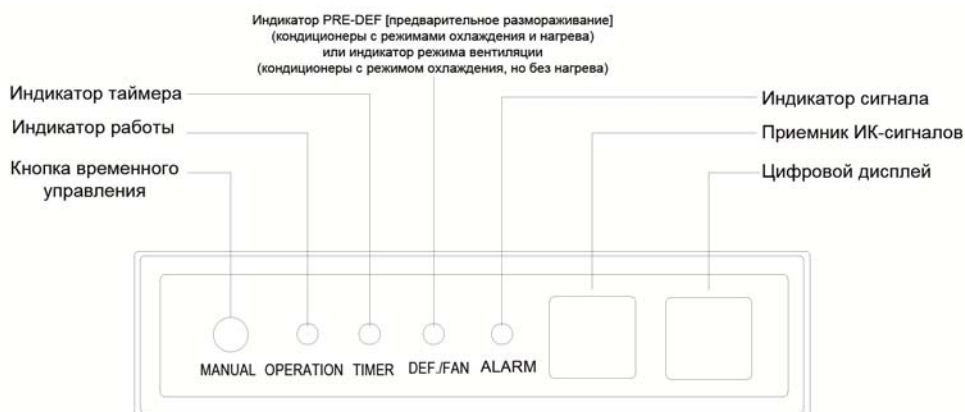 Индикатор PRE-DEF [предварительное размораживание]
(кондиционеры с режимами охлаждения и нагрева)
или индикатор режима вентиляции
(кондиционеры с режимом охлаждения, но без нагрева)
Индикатор таймера
Индикатор работы
Кнопка временного
управления
Индикатор сигнала
Приемник ИК-сигналов
Цифровой дисплей
MANUAL OPERATION TIMER DEF./FAN ALARM